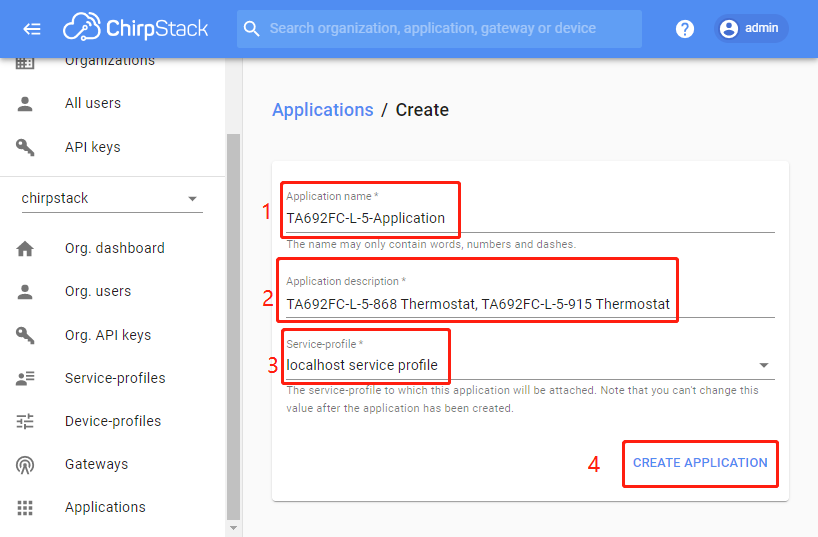 ChirpStack
Search organization, application, gateway or device
? admin
Organizations
All users
API keys
chirpstack
Org. dashboard
Org. users
Org. API keys
Service-profiles
Device-profiles
Gateways
Applications
Applications / Create
1
Application name *
TA692FC-L-5-Application
The name may only contain words, numbers and dashes.
2
Application description *
TA692FC-L-5-868 Thermostat, TA692FC-L-5-915 Thermostat
3
Service-profile *
localhost service profile
The service-profile to which this application will be attached. Note that you can't change this
value after the application has been created.
4 CREATE APPLICATION